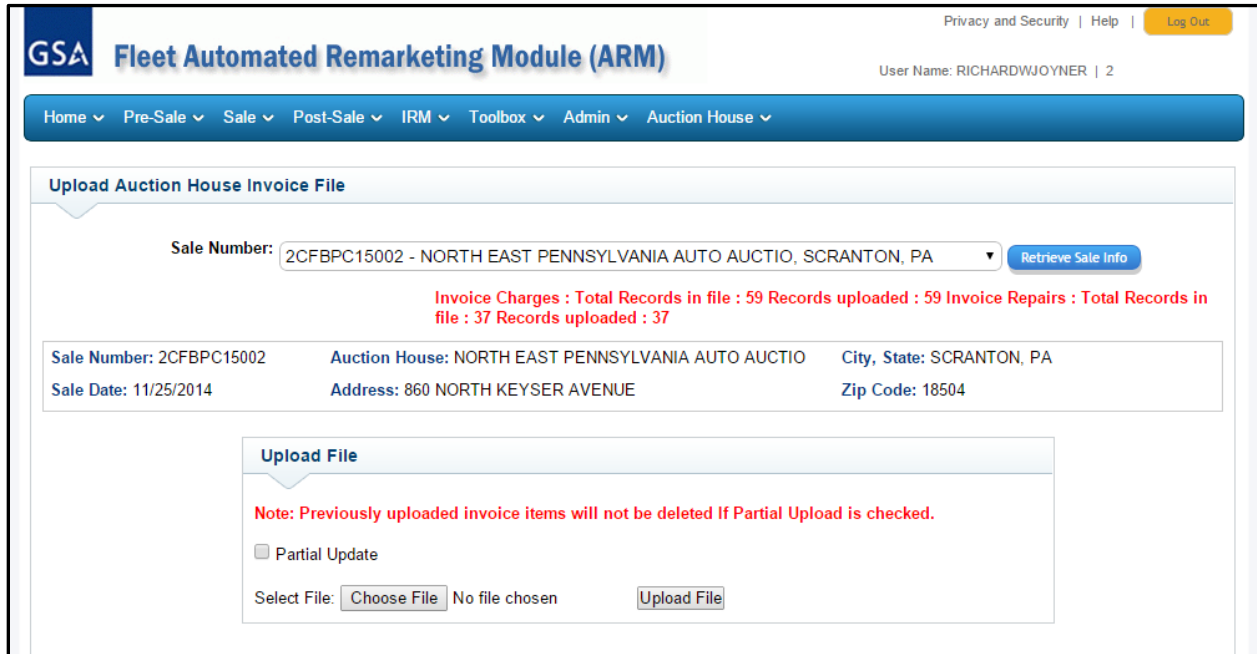 Privacy and Security | Help | Log Out
GSA Fleet Automated Remarketing Module (ARM)
User Name: RICHARDWJOYNER | 2
Home Pre-Sale Sale Post-Sale IRM Toolbox Admin Auction House
Upload Auction House Invoice File
Sale Number: 2CFBPC15002 - NORTH EAST PENNSYLVANIA AUTO AUCTIO, SCRANTON, PA Retrieve Sale Info
Invoice Charges : Total Records in file : 59 Records uploaded : 59 Invoice Repairs : Total Records in
file : 37 Records uploaded : 37
Sale Number: 2CFBPC15002 Auction House: NORTH EAST PENNSYLVANIA AUTO AUCTIO City, State: SCRANTON, PA
Sale Date: 11/25/2014 Address: 860 NORTH KEYSER AVENUE Zip Code: 18504
Upload File
Note: Previously uploaded invoice items will not be deleted If Partial Upload is checked.
Partial Update
Select File: Choose File No file chosen Upload File